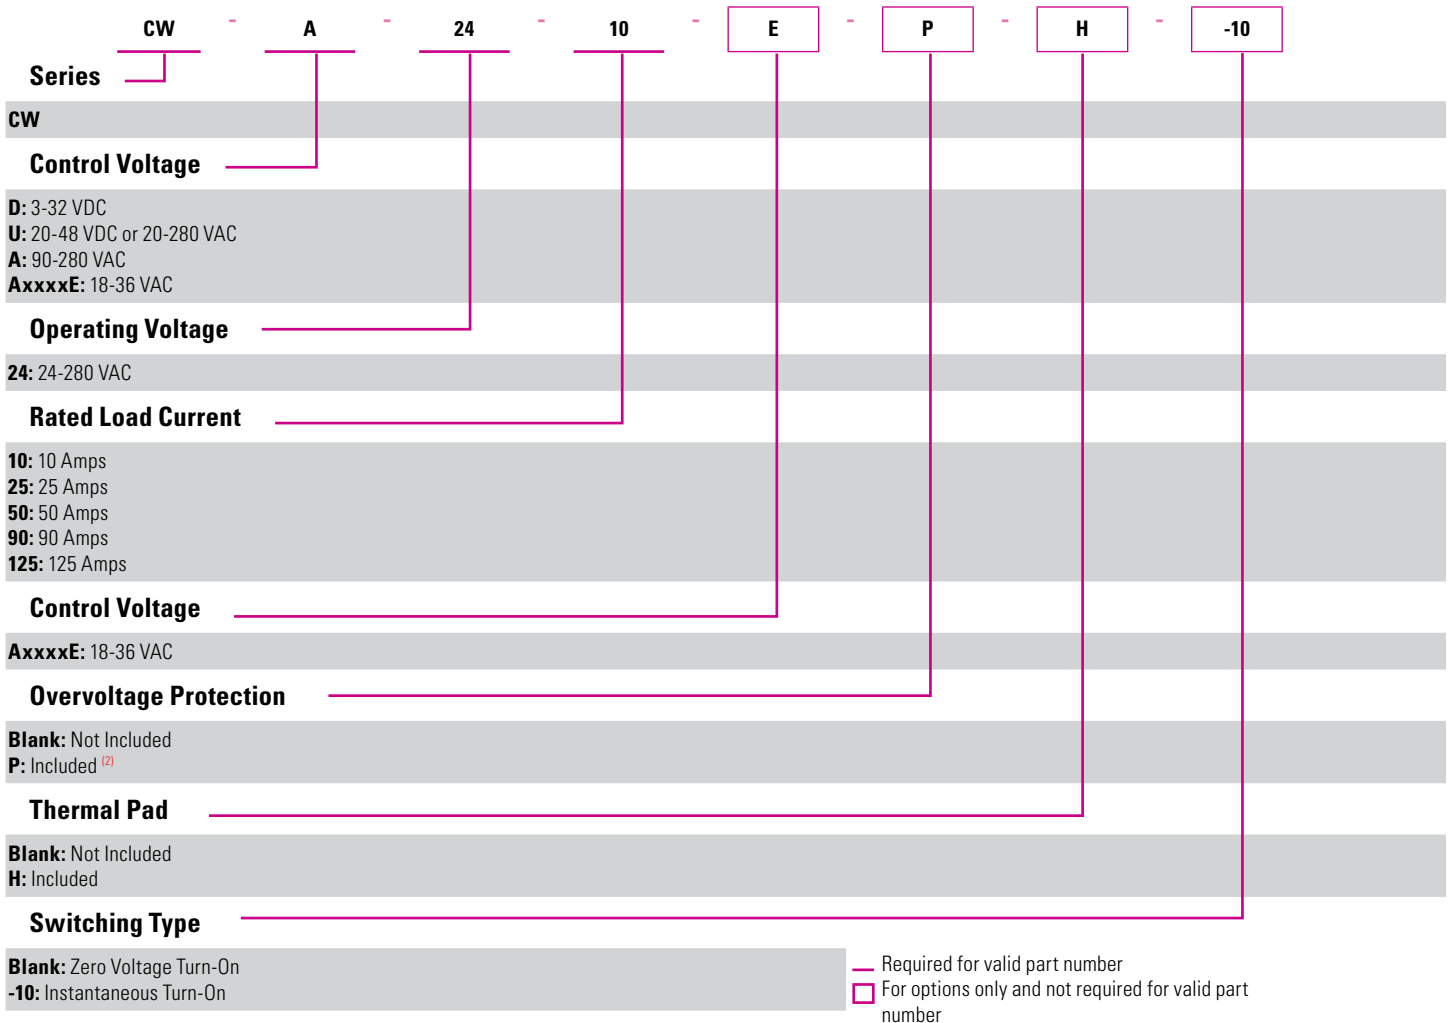 CW - A - 24 - 10 - E - P - H - -10
Series
CW
Control Voltage
D: 3-32 VDC
U: 20-48 VDC or 20-280 VAC
A: 90-280 VAC
AxxxxE: 18-36 VAC
Operating Voltage
24: 24-280 VAC
Rated Load Current
10: 10 Amps
25: 25 Amps
50: 50 Amps
90: 90 Amps
125: 125 Amps
Control Voltage
AxxxxE: 18-36 VAC
Overvoltage Protection
Blank: Not Included
P: Included (2)
Thermal Pad
Blank: Not Included
H: Included
Switching Type
Blank: Zero Voltage Turn-On
-10: Instantaneous Turn-On
Required for valid part number
For options only and not required for valid part
number